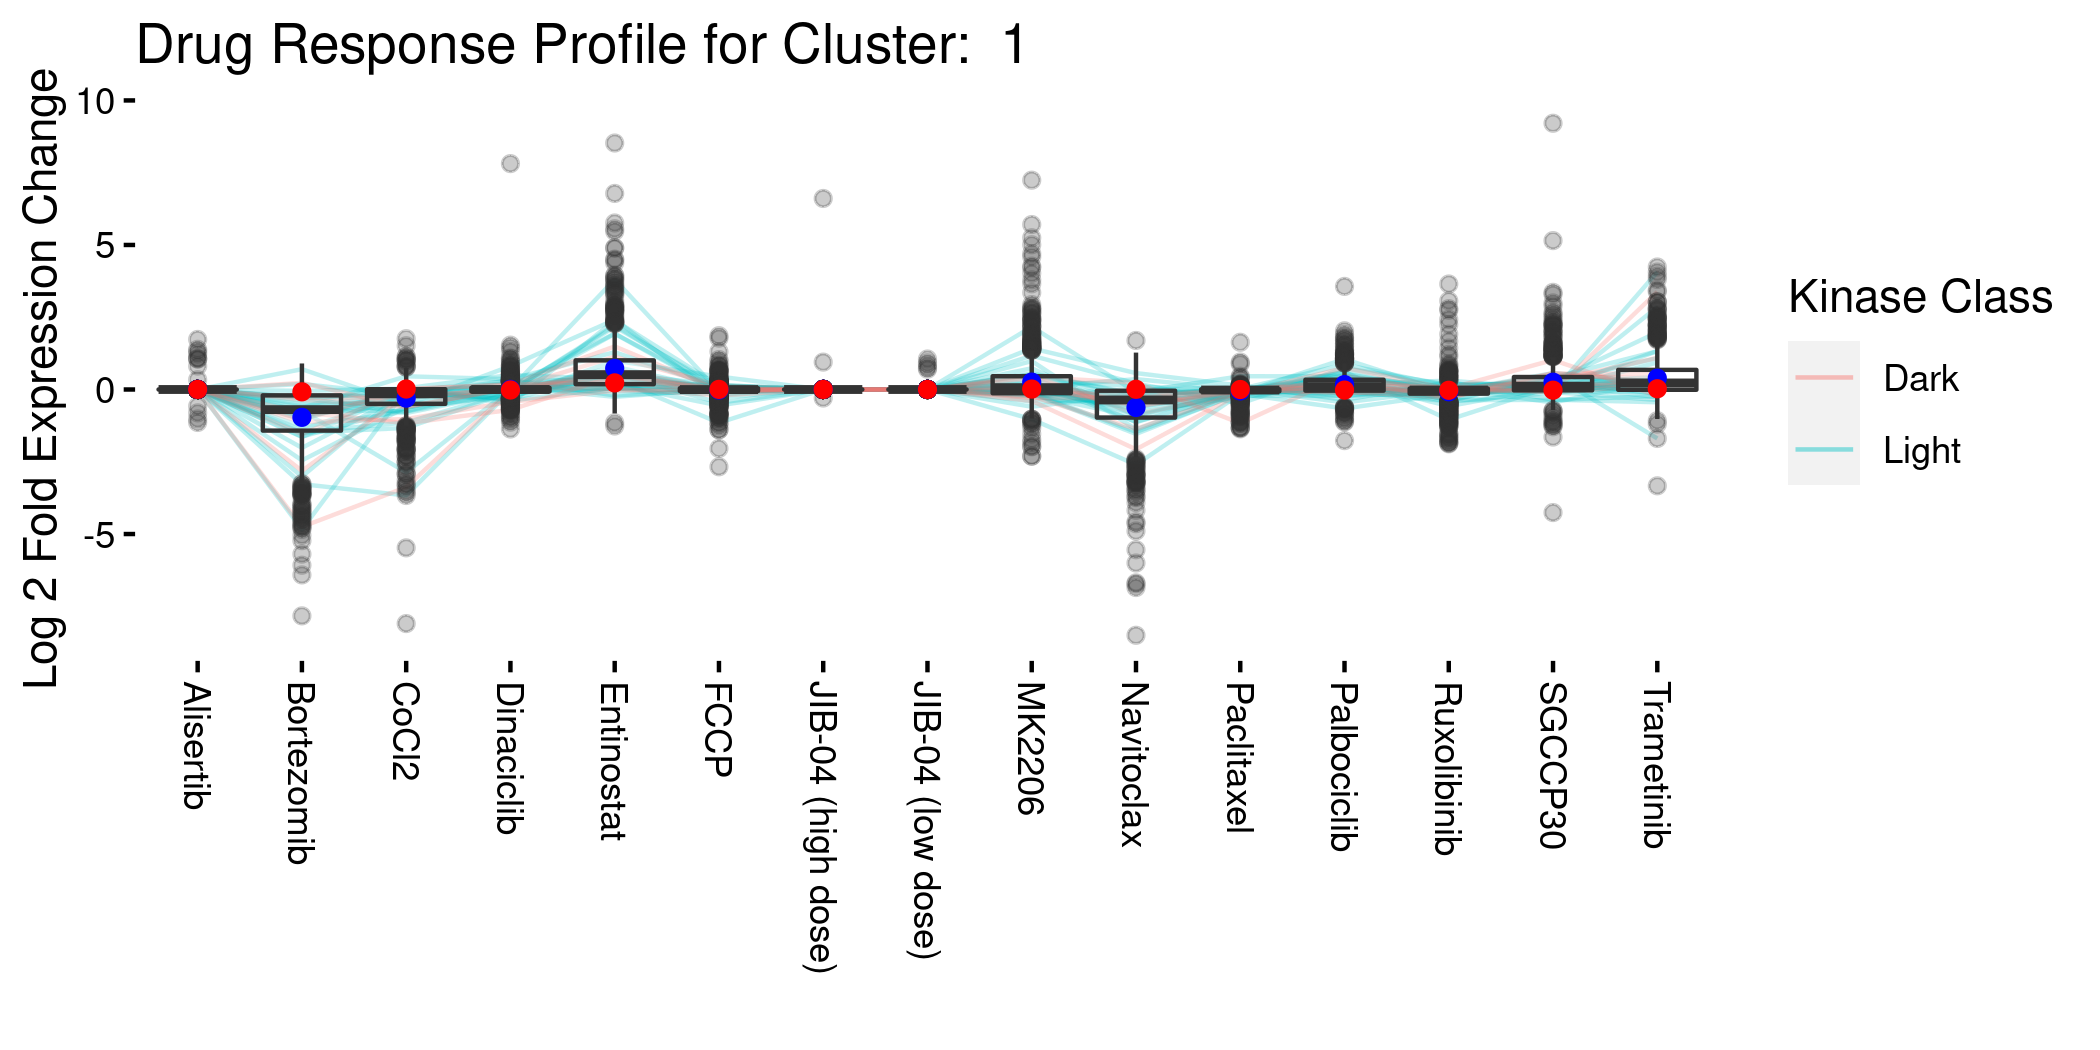 Drug Response Profile for Cluster:  1
Log 2 Fold Expression Change
10
5
0
-5
Alisertib
Bortezomib
CoCl2
Dinaciclib
Entinostat
FCCP
JIB-04 (high dose)
JIB-04 (low dose)
MK2206
Navitoclax
Paclitaxel
Palbociclib
Ruxolibinib
SGCCP30
Trametinib
Kinase Class
Dark
Light